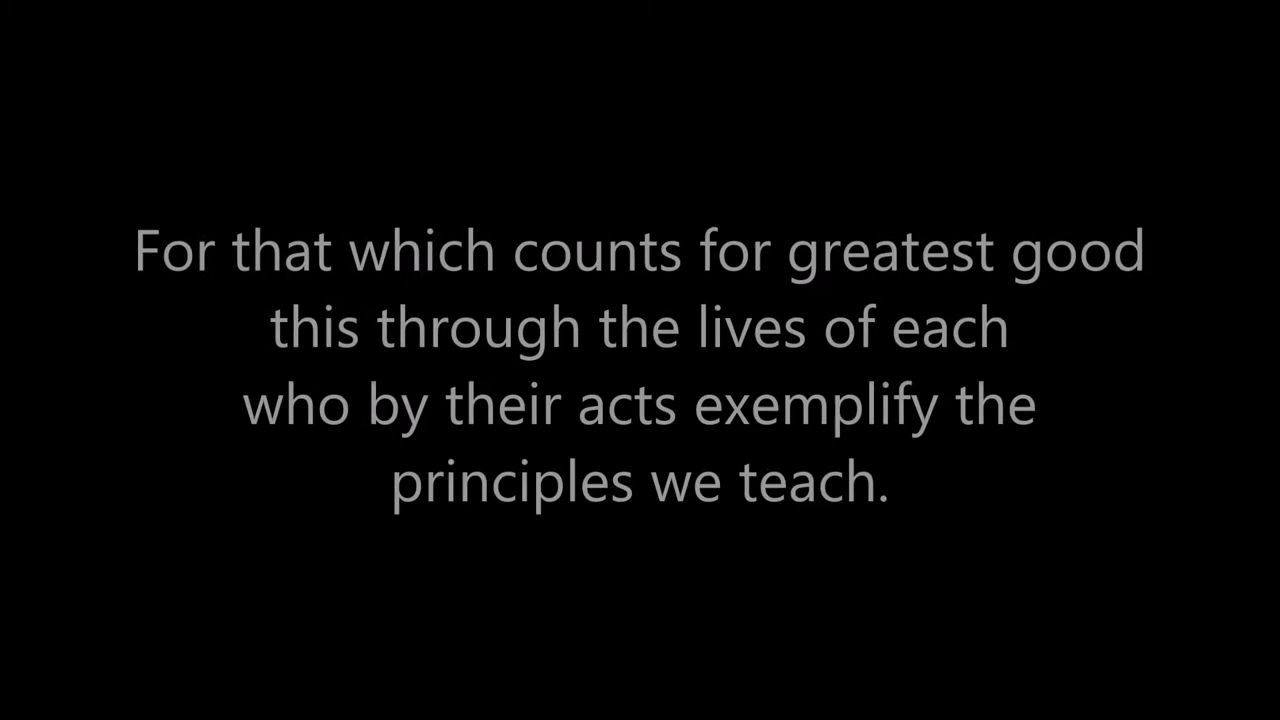 For that which counts for greatest good
this through the lives of each
who by their acts exemplify the
principles we teach.